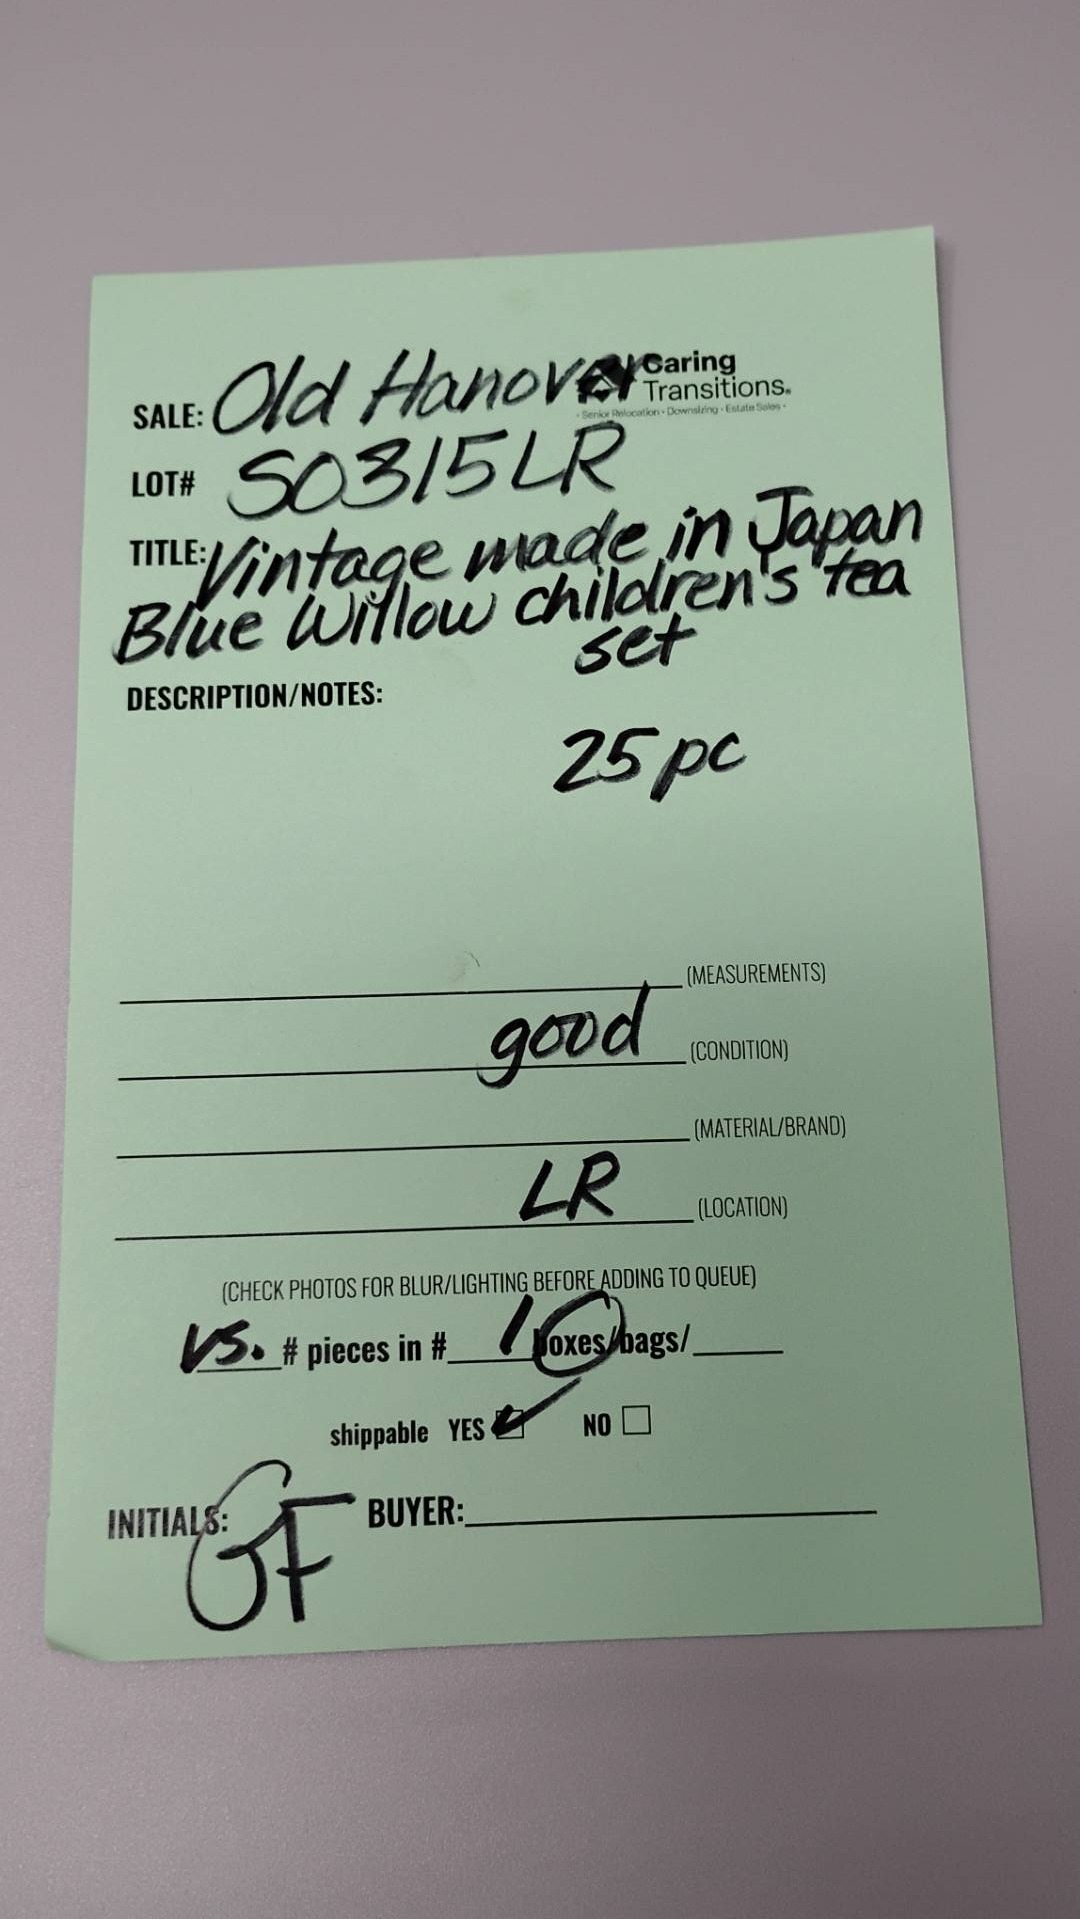 Caring
SALE: Old Hanover Transitions.
- Senior Relocation - Downsizing - Estate Sales -
LOT# S0315LR
TITLE: Vintage made in Japan
Blue Willow children's tea
set
DESCRIPTION/NOTES:
25 pc
(MEASUREMENTS)
good (CONDITION)
(MATERIAL/BRAND)
LR (LOCATION)
(CHECK PHOTOS FOR BLUR/LIGHTING BEFORE ADDING TO QUEUE)
VS. # pieces in # 1 boxes/bags/
shippable YES ✓ NO
INITIALS: GF BUYER: